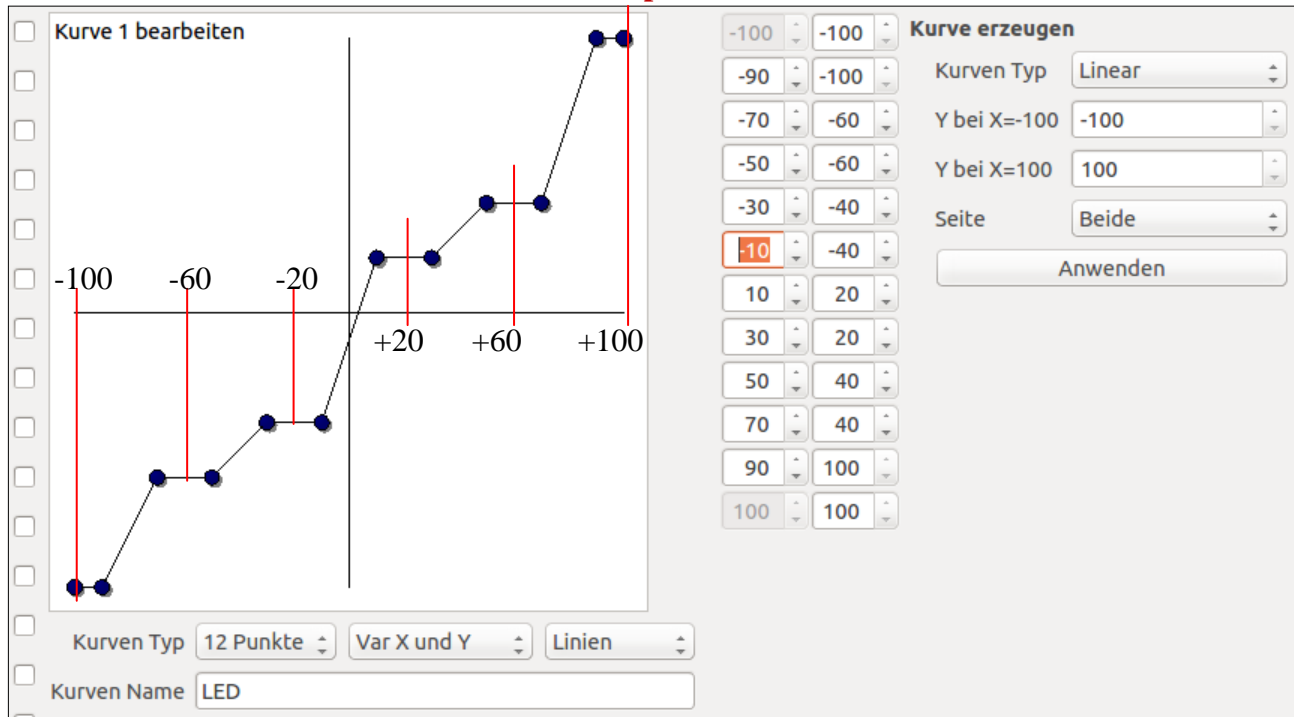 Kurve 1 bearbeiten
-100 -60 -20
+20 +60 +100
Kurven Typ 12 Punkte Var X und Y Linien
Kurven Name LED
-100 -100
-90 -100
-70 -60
-50 -60
-30 -40
-10 -40
10 20
30 20
50 40
70 40
90 100
100 100
Kurve erzeugen
Kurven Typ Linear
Y bei X=-100 -100
Y bei X=100 100
Seite Beide
Anwenden